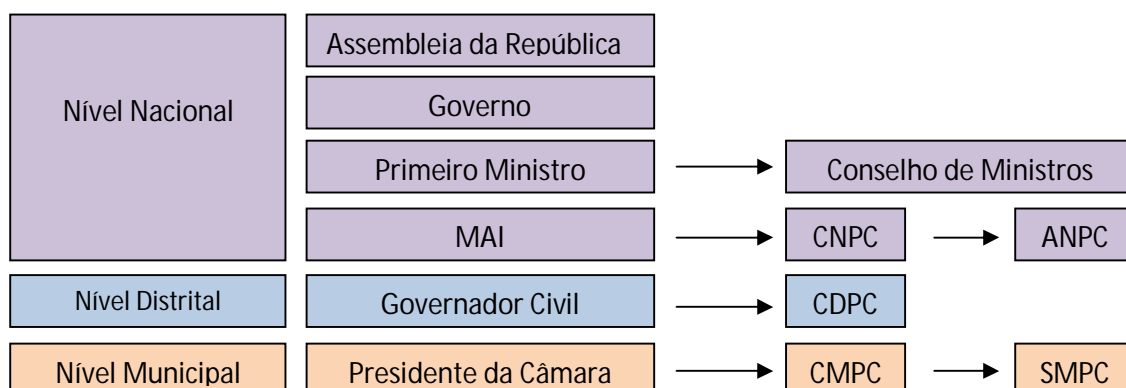 Assembleia da República
Nível Nacional
Governo
Primeiro Ministro
Conselho de Ministros
MAI
CNPC
ANPC
Nível Distrital
Governador Civil
CDPC
Nível Municipal
Presidente da Câmara
CMPC
SMPC